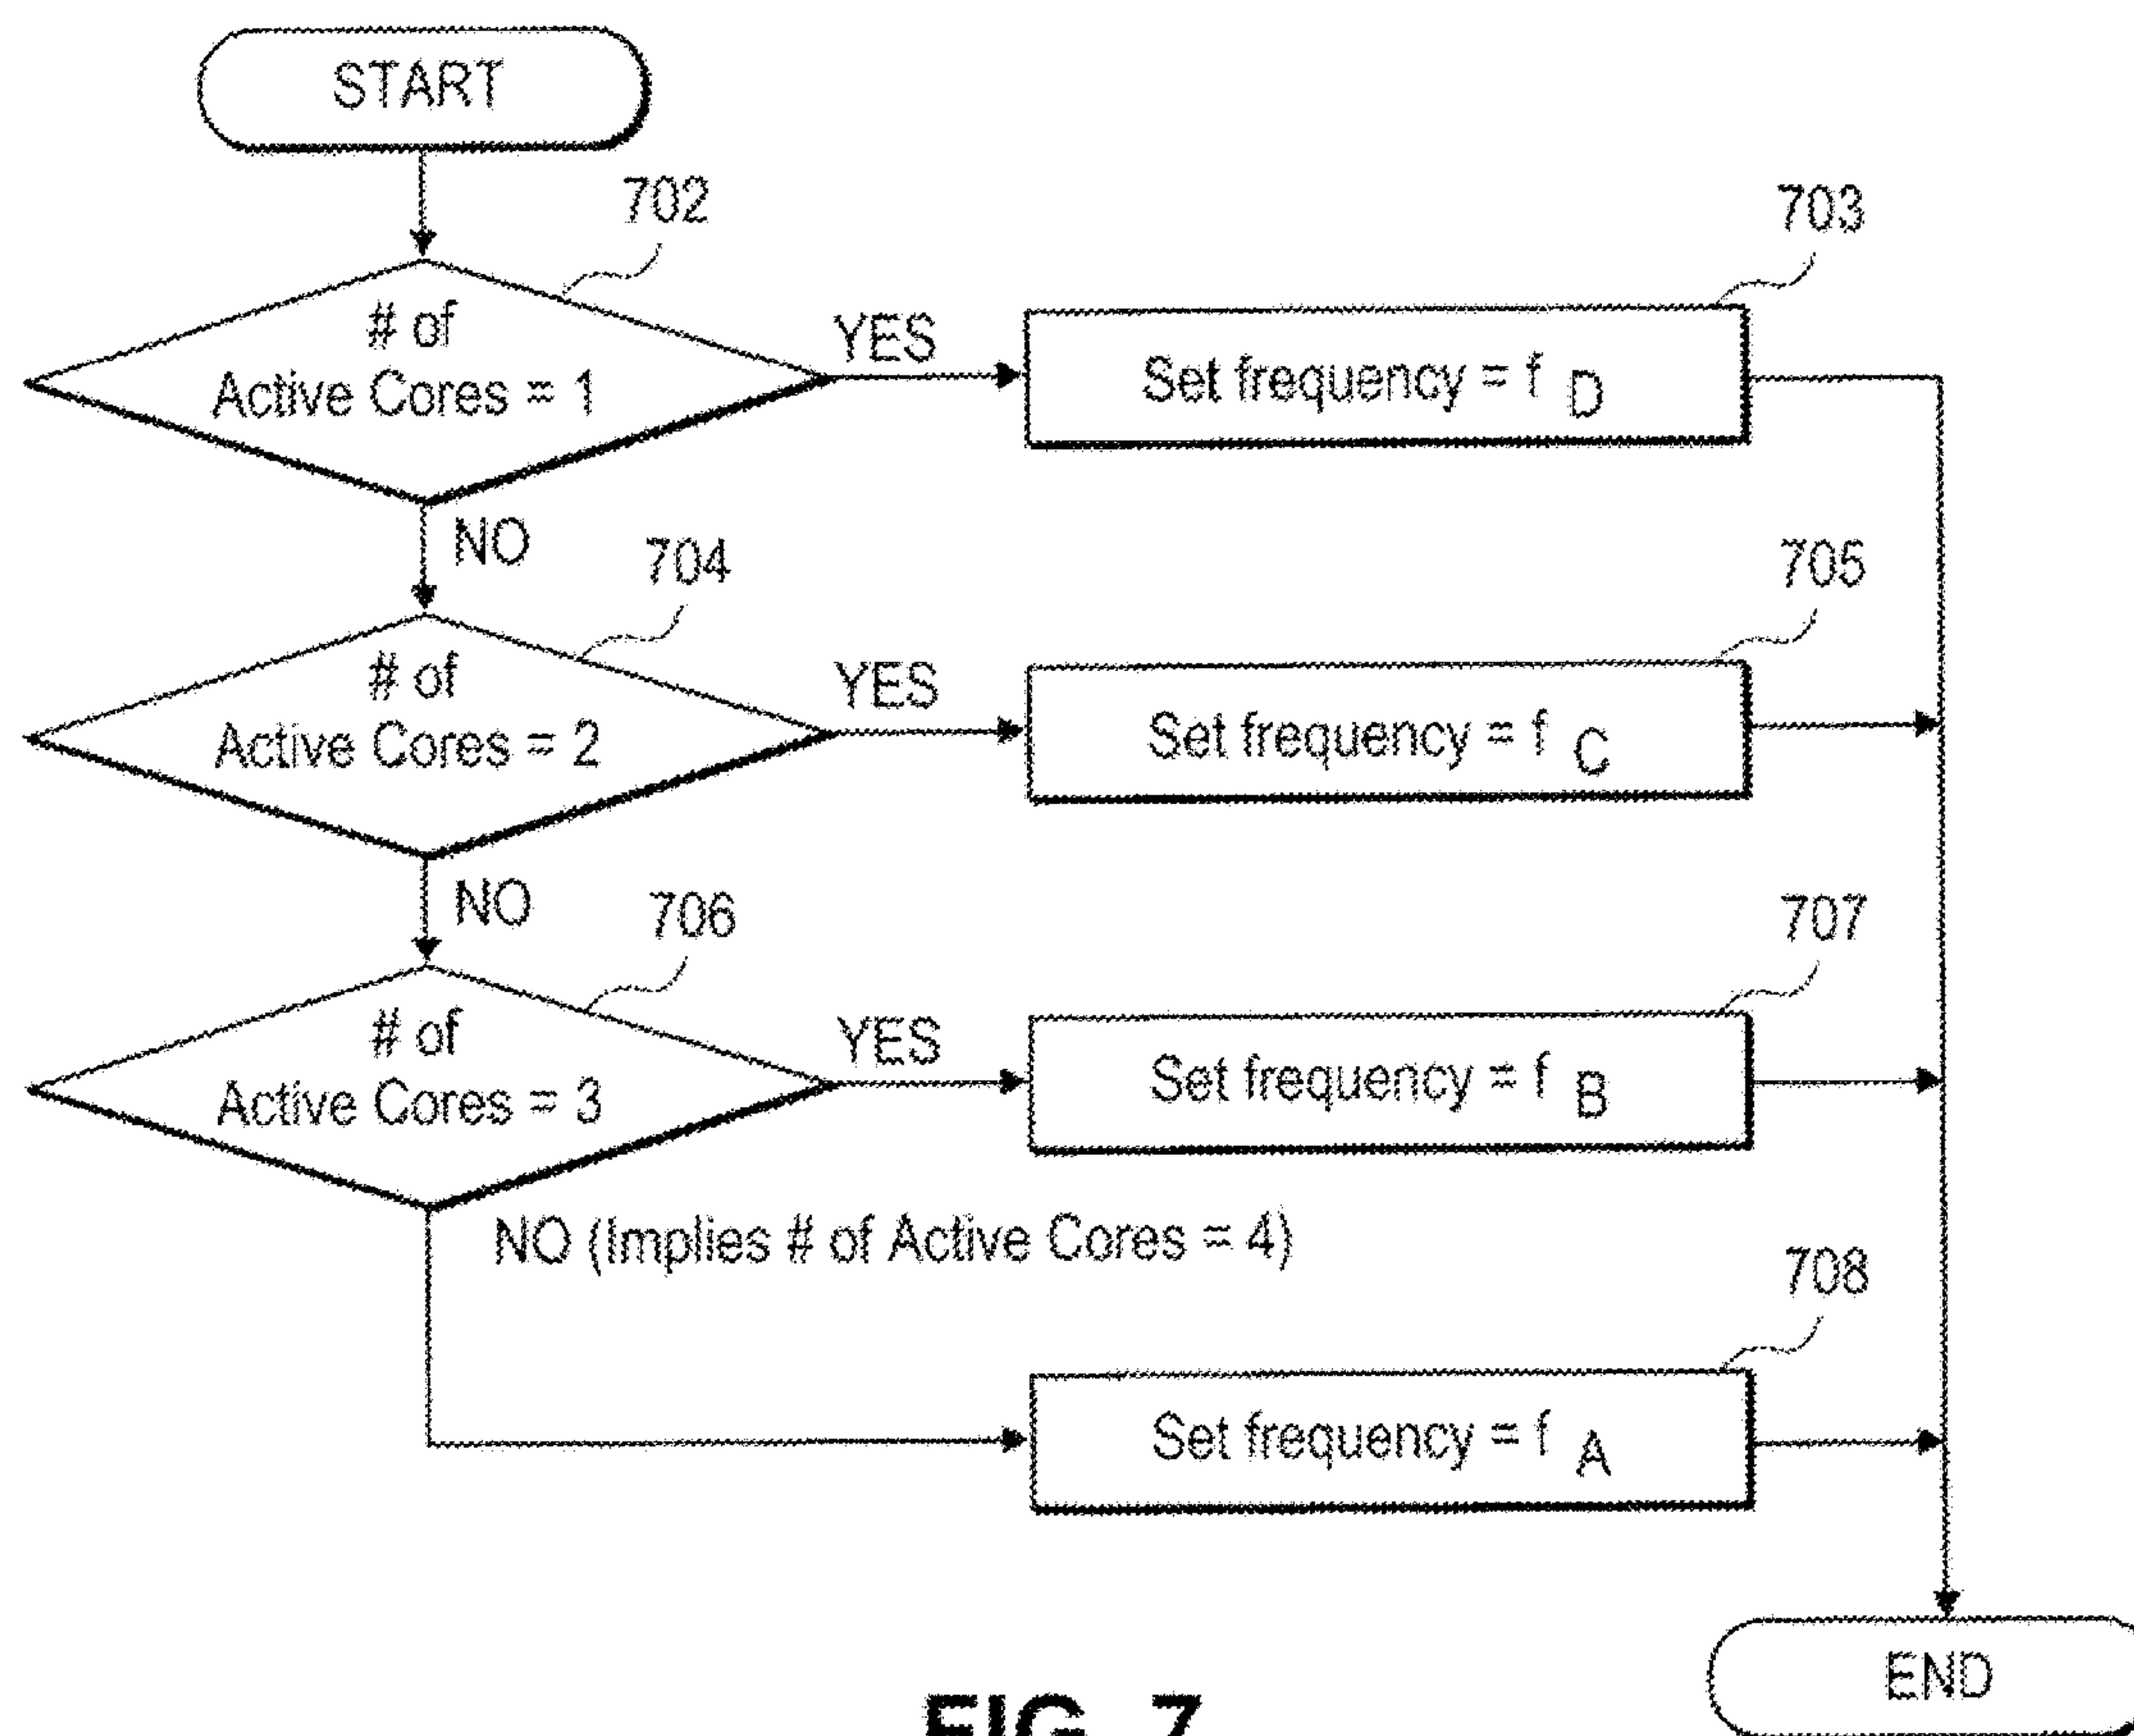 START
702
# of
Active Cores = 1
YES
703
Set frequency = f D
NO
704
# of
Active Cores = 2
YES
705
Set frequency = f C
NO
706
# of
Active Cores = 3
YES
707
Set frequency = f B
NO (Implies # of Active Cores = 4)
708
Set frequency = f A
END
FIG. 7